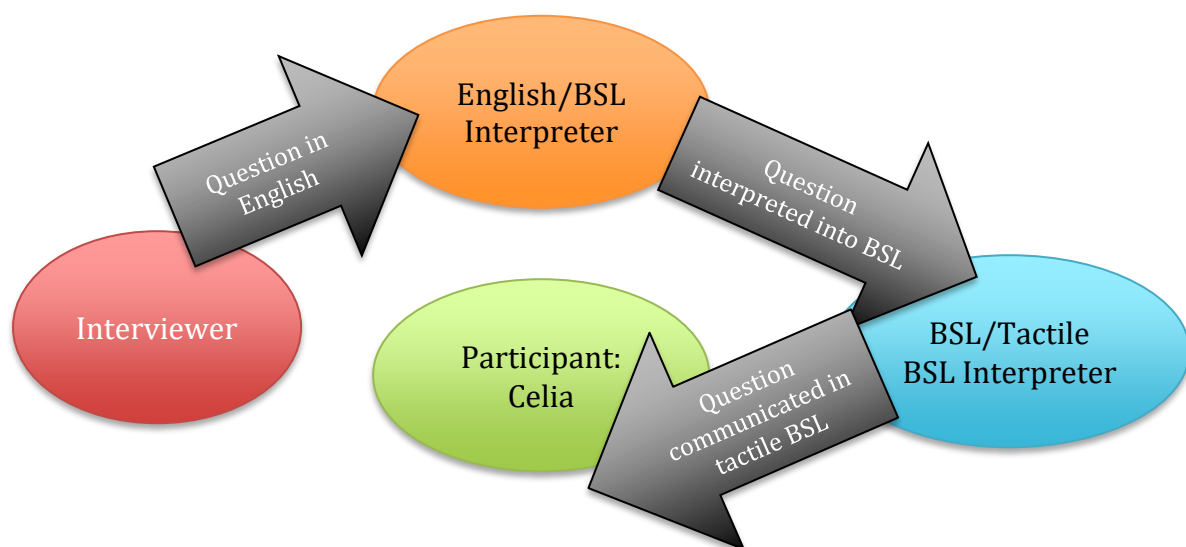 Interviewer
Question in
English
English/BSL
Interpreter
Question
interpreted into BSL
BSL/Tactile
BSL Interpreter
Question
communicated in
tactile BSL
Participant:
Celia